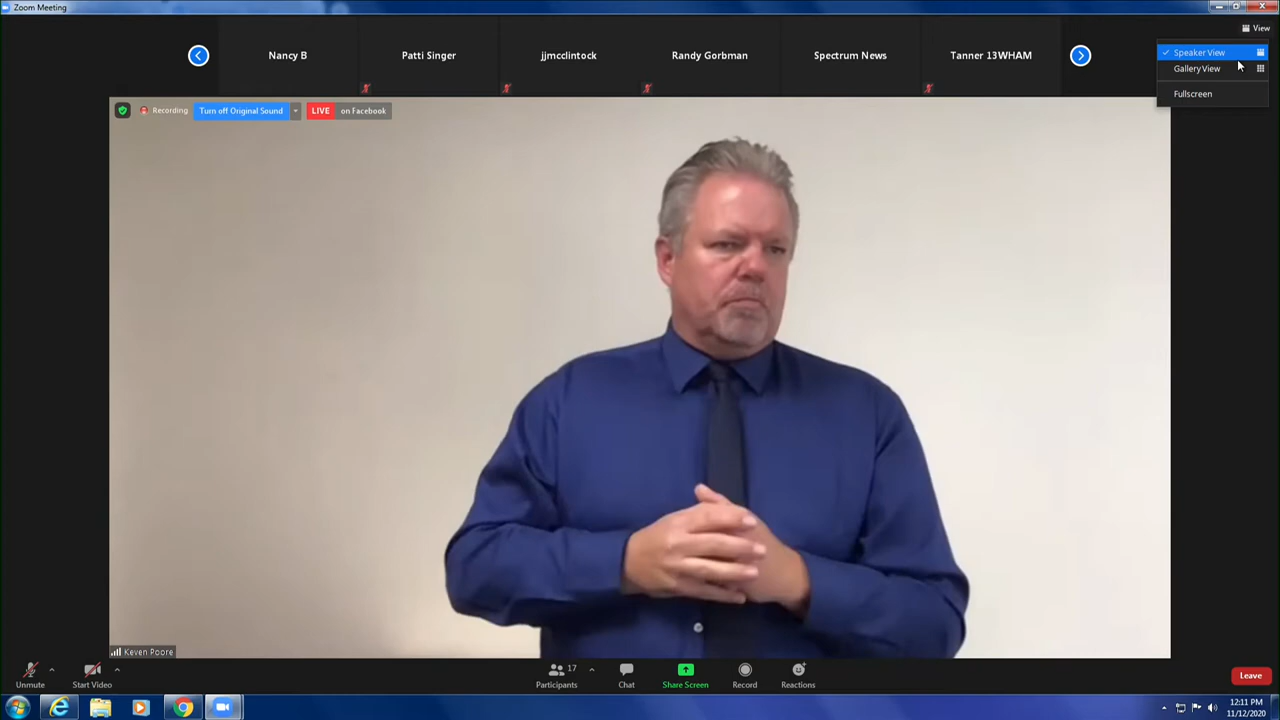 Zoom Meeting
View
Nancy B
Patti Singer
jjmcclintock
Randy Gorbman
Spectrum News
Tanner 13WHAM
Speaker View
Gallery View
Fullscreen
Recording
Turn off Original Sound
LIVE on Facebook
Keven Poore
Unmute
Start Video
17
Participants
Chat
Share Screen
Record
Reactions
Leave
12:11 PM
11/12/2020